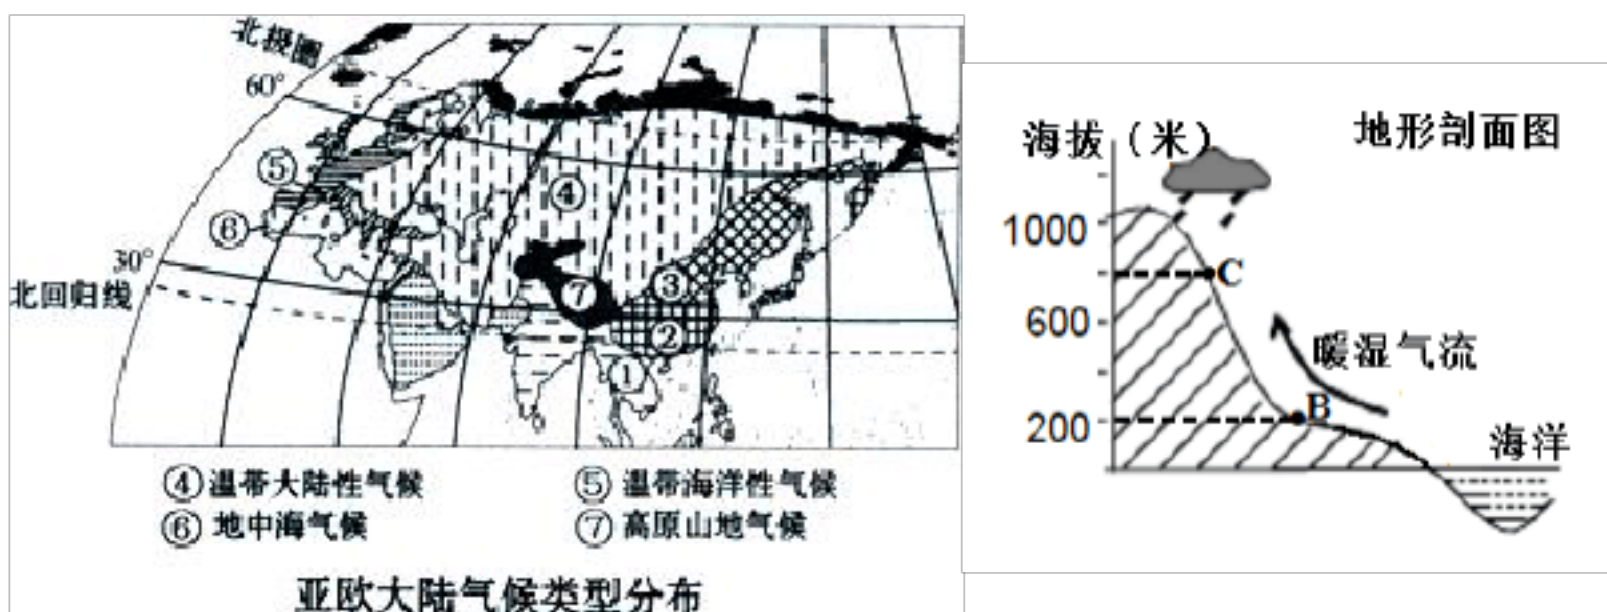 北极圈
60°
⑤
④
⑥
30°
③
⑦
北回归线
②
①
④温带大陆性气候
⑤ 温带海洋性气候
⑥ 地中海气候
⑦高原山地气候
亚欧大陆气候类型分布
海拔（米）
地形剖面图
1000
C
600
暖湿气流
B
200
海洋